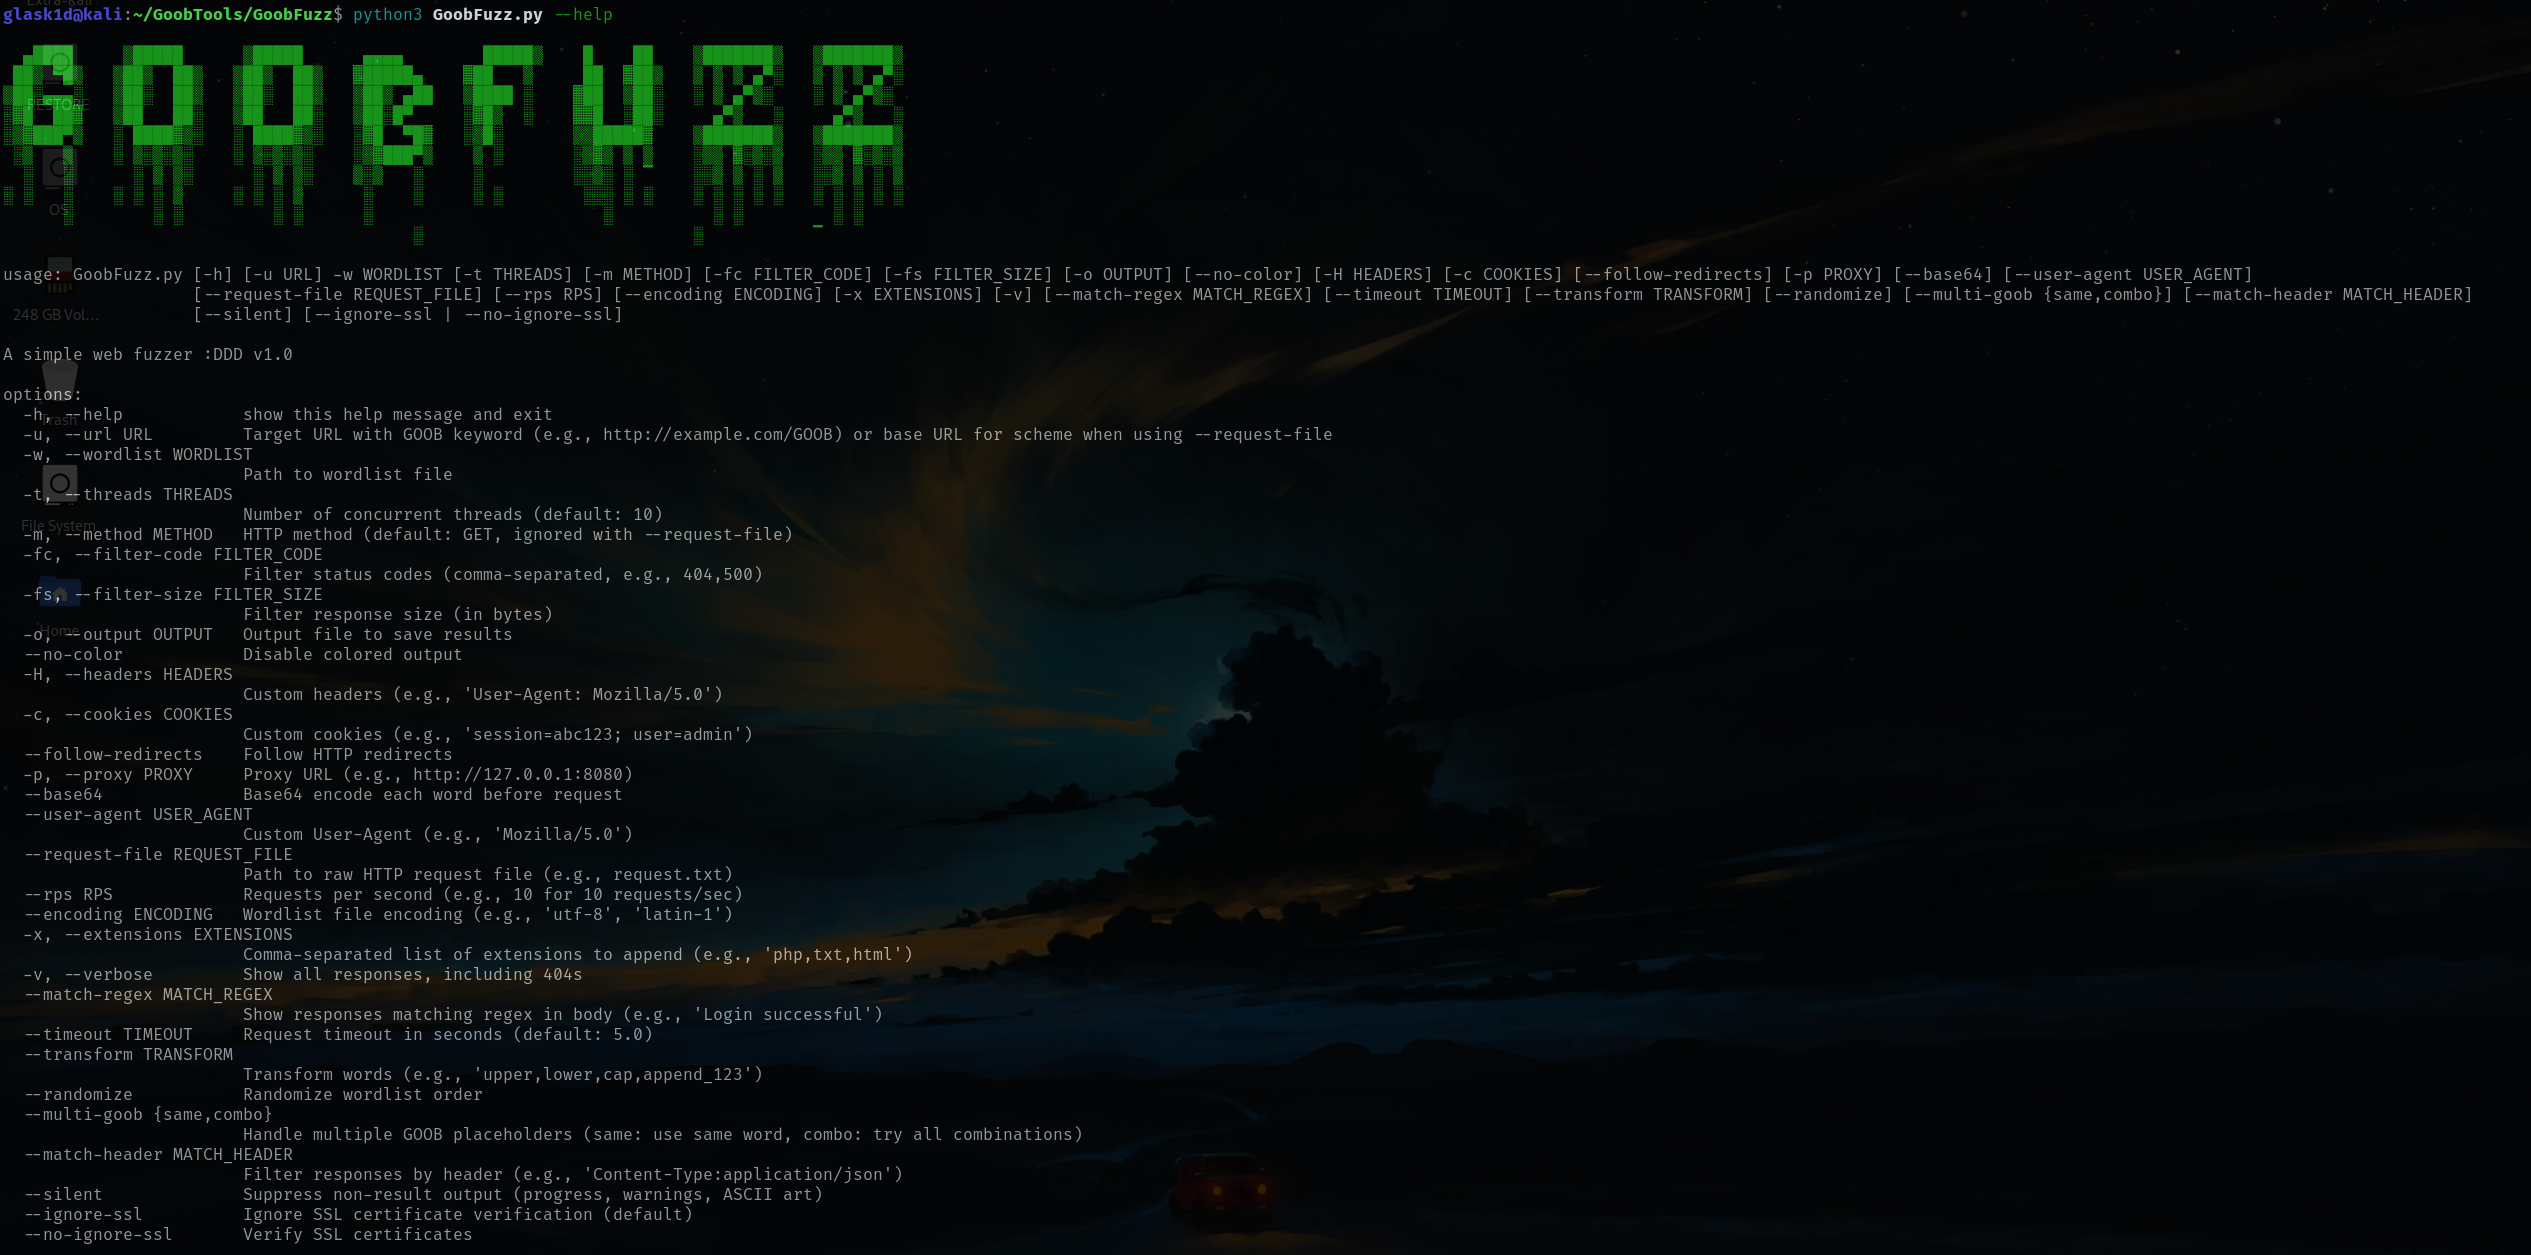 Extra-Kali
glask1d@kali:~/GoobTools/GoobFuzz$ python3 GoobFuzz.py --help
GOOBFUZZ
RESTORE
OS
usage: GoobFuzz.py [-h] [-u URL] -w WORDLIST [-t THREADS] [-m METHOD] [-fc FILTER_CODE] [-fs FILTER_SIZE] [-o OUTPUT] [--no-color] [-H HEADERS] [-c COOKIES] [--follow-redirects] [-p PROXY] [--base64] [--user-agent USER_AGENT]
[--request-file REQUEST_FILE] [--rps RPS] [--encoding ENCODING] [-x EXTENSIONS] [-v] [--match-regex MATCH_REGEX] [--timeout TIMEOUT] [--transform TRANSFORM] [--randomize] [--multi-goob {same,combo}] [--match-header MATCH_HEADER]
248 GB Vol...
[--silent] [--ignore-ssl | --no-ignore-ssl]
A simple web fuzzer :DDD v1.0
options:
-h, --help show this help message and exit
Trash
-u, --url URL Target URL with GOOB keyword (e.g., http://example.com/GOOB) or base URL for scheme when using --request-file
-w, --wordlist WORDLIST
Path to wordlist file
-t, --threads THREADS
Number of concurrent threads (default: 10)
File System
-m, --method METHOD HTTP method (default: GET, ignored with --request-file)
-fc, --filter-code FILTER_CODE
Filter status codes (comma-separated, e.g., 404,500)
-fs, --filter-size FILTER_SIZE
Filter response size (in bytes)
Home
-o, --output OUTPUT Output file to save results
--no-color Disable colored output
-H, --headers HEADERS
Custom headers (e.g., 'User-Agent: Mozilla/5.0')
-c, --cookies COOKIES
Custom cookies (e.g., 'session=abc123; user=admin')
--follow-redirects Follow HTTP redirects
-p, --proxy PROXY Proxy URL (e.g., http://127.0.0.1:8080)
--base64 Base64 encode each word before request
--user-agent USER_AGENT
Custom User-Agent (e.g., 'Mozilla/5.0')
--request-file REQUEST_FILE
Path to raw HTTP request file (e.g., request.txt)
--rps RPS Requests per second (e.g., 10 for 10 requests/sec)
--encoding ENCODING Wordlist file encoding (e.g., 'utf-8', 'latin-1')
-x, --extensions EXTENSIONS
Comma-separated list of extensions to append (e.g., 'php,txt,html')
-v, --verbose Show all responses, including 404s
--match-regex MATCH_REGEX
Show responses matching regex in body (e.g., 'Login successful')
--timeout TIMEOUT Request timeout in seconds (default: 5.0)
--transform TRANSFORM
Transform words (e.g., 'upper,lower,cap,append_123')
--randomize Randomize wordlist order
--multi-goob {same,combo}
Handle multiple GOOB placeholders (same: use same word, combo: try all combinations)
--match-header MATCH_HEADER
Filter responses by header (e.g., 'Content-Type:application/json')
--silent Suppress non-result output (progress, warnings, ASCII art)
--ignore-ssl Ignore SSL certificate verification (default)
--no-ignore-ssl Verify SSL certificates